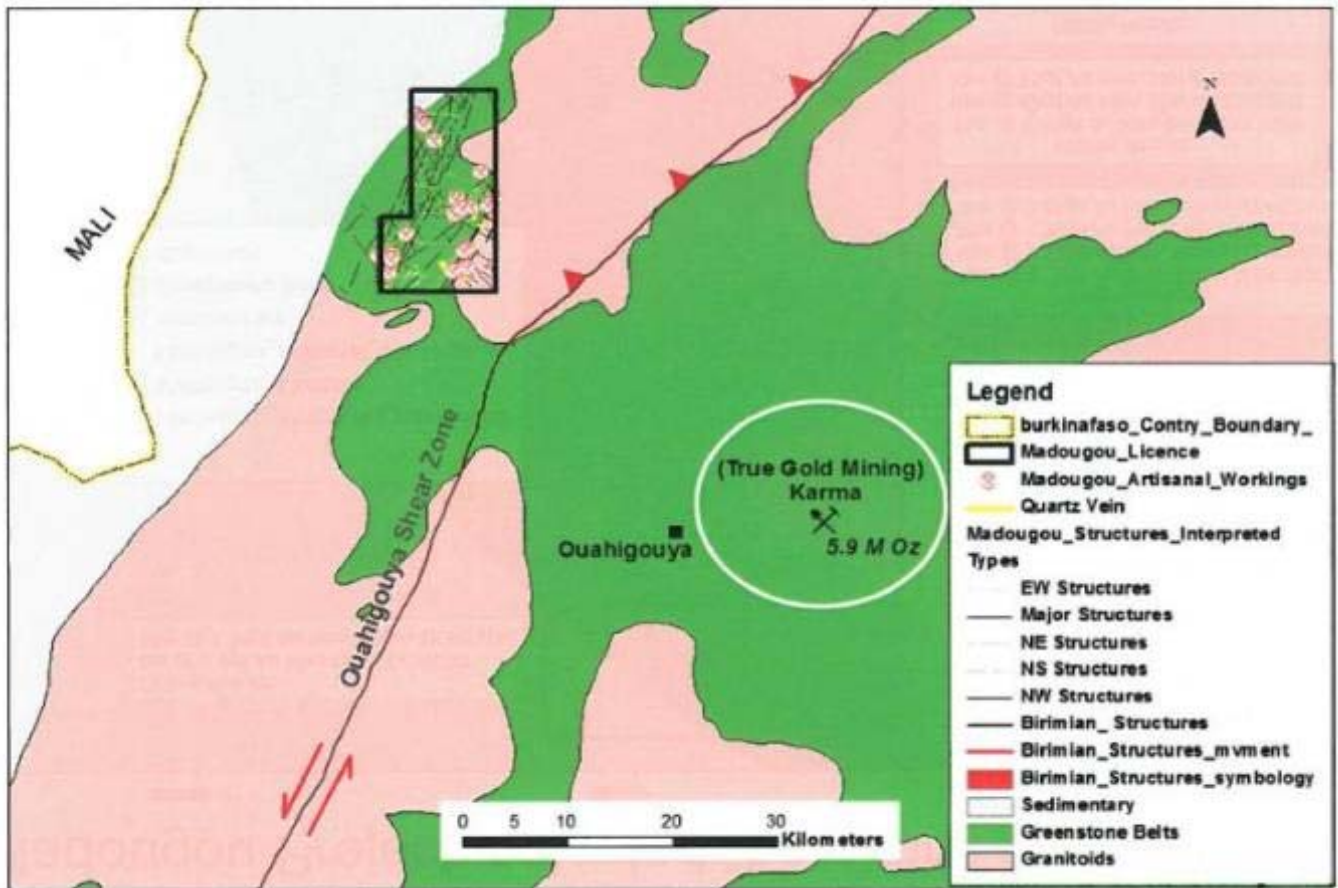 N
MALI
Ouahigouya Shear Zone
(True Gold Mining)
Karma
5.9 M Oz
Ouahigouya
0 5 10 20 30
Kilometers
Legend
burkinafaso_Contry_Boundary_
Madougou_Licence
Madougou_Artisanal_Workings
Quartz Vein
Madougou_Structures_Interpreted
Types
EW Structures
Major Structures
NE Structures
NS Structures
NW Structures
Birimian_ Structures
Birimian_Structures_mvment
Birimian_Structures_symbology
Sedimentary
Greenstone Belts
Granitoids